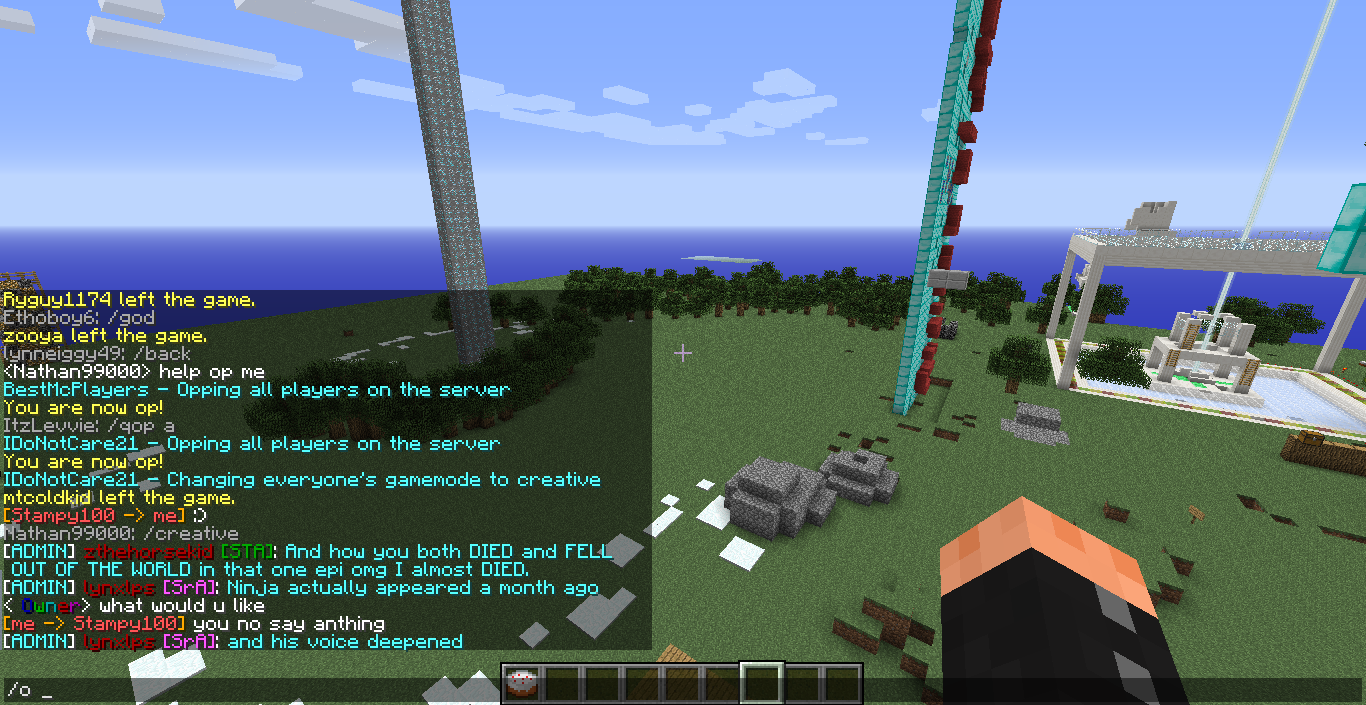 Ryguy1174 left the game.
Ethoboy6: /god
zooya left the game.
lynneiggy49: /back
<Nathan99000> help op me
BestMcPlayers - Opping all players on the server
You are now op!
ItzLevvie: /qop a
IDoNotCare21 - Opping all players on the server
You are now op!
IDoNotCare21 - Changing everyone's gamemode to creative
mtcoldkid left the game.
[Stampy100 -> me] :)
Nathan99000: /creative
[ADMIN] zthehorsekid [STA]: And how you both DIED and FELL
OUT OF THE WORLD in that one epi omg I almost DIED.
[ADMIN] lynxlps [SrA]: Ninja actually appeared a month ago
< Owner> what would u like
[me -> Stampy100] you no say anthing
[ADMIN] lynxlps [SrA]: and his voice deepened
/o _